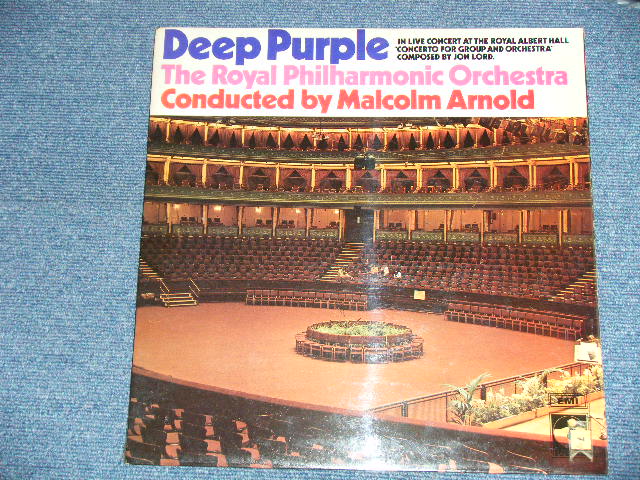 Deep Purple
IN LIVE CONCERT AT THE ROYAL ALBERT HALL
'CONCERTO FOR GROUP AND ORCHESTRA'
COMPOSED BY JON LORD.
The Royal Philharmonic Orchestra
Conducted by Malcolm Arnold
EMI